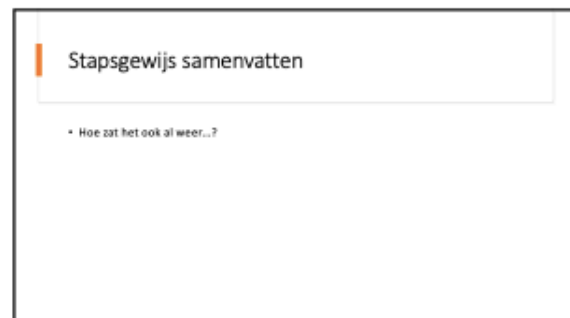 Stapsgewijs samenvatten
• Hoe zat het ook al weer...?